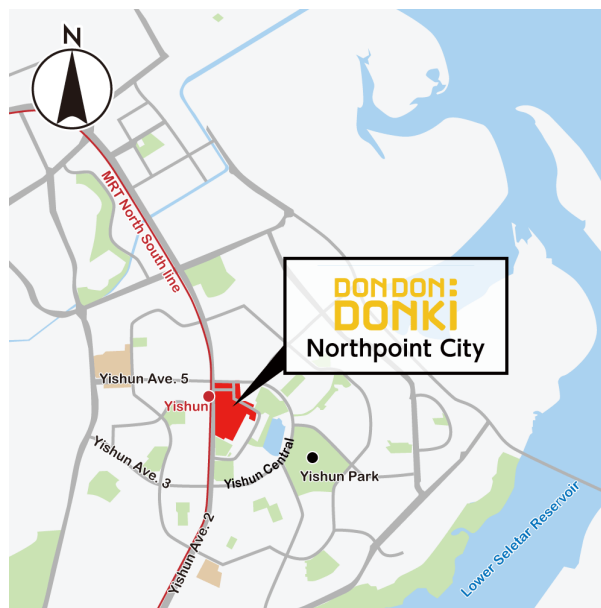 N
MRT North South line
DON DON:
DONKI
Northpoint City
Yishun Ave. 5
Yishun
Yishun Ave. 3
Yishun Central
Yishun Park
Yishun Ave. 2
Lower Seletar Reservoir